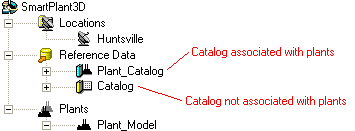 SmartPlant3D
Locations
Huntsville
Reference Data
Catalog associated with plants
Plant_Catalog
Catalog
Catalog not associated with plants
Plants
Plant_Model